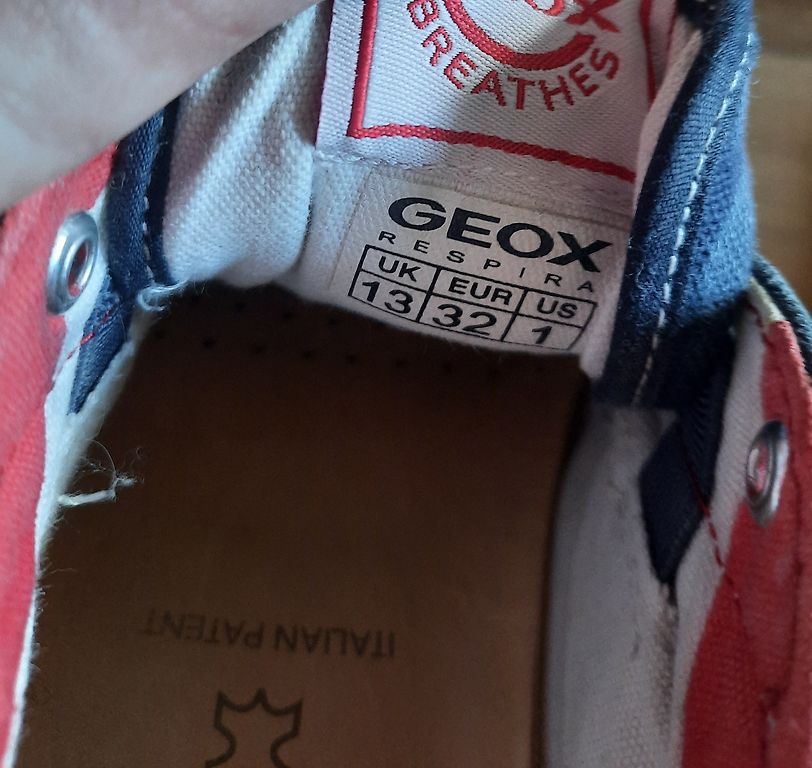 BREATHES
GEOX
RESPIRA
UK EUR US
13 32 1
ITALIAN PATENT